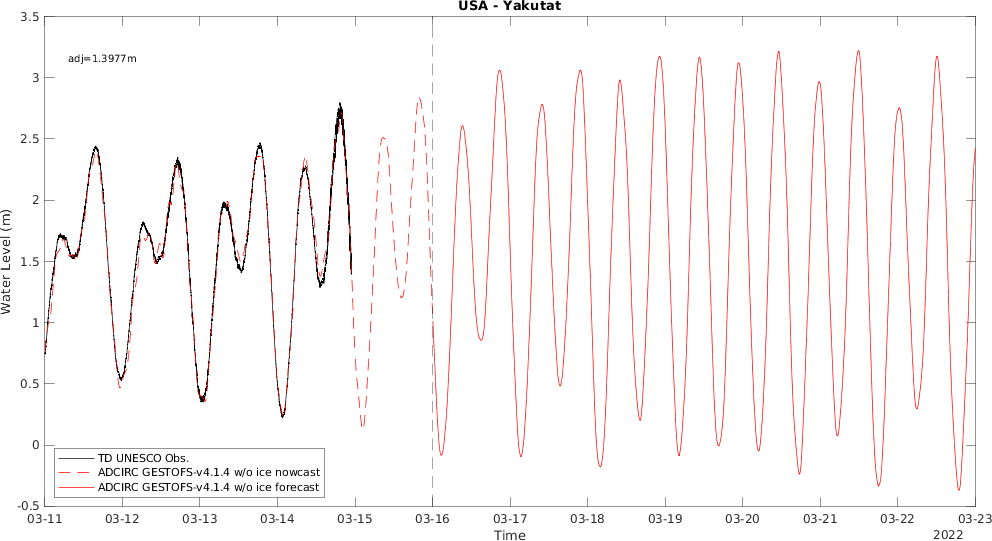 USA - Yakutat
adj=1.3977m
3.5
3
2.5
2
1.5
1
0.5
0
-0.5
Water Level (m)
TD UNESCO Obs.
ADCIRC GESTOFS-v4.1.4 w/o ice nowcast
ADCIRC GESTOFS-v4.1.4 w/o ice forecast
03-11 03-12 03-13 03-14 03-15 03-16 03-17 03-18 03-19 03-20 03-21 03-22 03-23
Time
2022